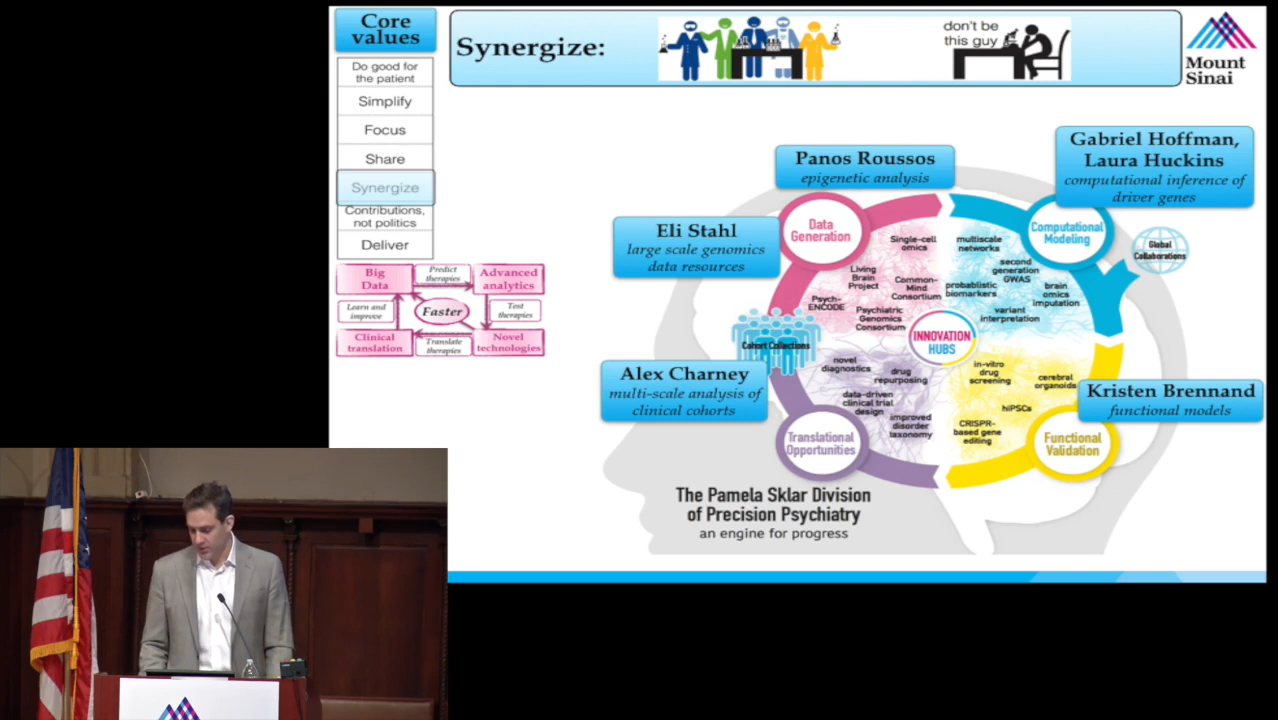 Core
values
Do good for
the patient
Simplify
Focus
Share
Synergize
Contributions,
not politics
Deliver
Big
Data
Predict
therapies
Advanced
analytics
Learn and
improve
Faster
Test
therapies
Clinical
translation
Translate
therapies
Novel
technologies
Synergize:
don't be
this guy
Mount
Sinai
Gabriel Hoffman,
Laura Huckins
computational inference of
driver genes
Panos Roussos
epigenetic analysis
Eli Stahl
large scale genomics
data resources
Data
Generation
Computational
Modeling
Global
Collaborations
Single-cell
omics
Living
Brain
Project
Common-
Mind
Consortium
Psych-
ENCODE
Psychiatric
Genomics
Consortium
multiscale
networks
second
generation
GWAS
probablistic
biomarkers
brain
omics
imputation
variant
interpretation
INNOVATION
HUBS
Cohort Collections
Alex Charney
multi-scale analysis of
clinical cohorts
novel
diagnostics
drug
repurposing
data-driven
clinical trial
design
improved
disorder
taxonomy
in-vitro
drug
screening
cerebral
organoids
hiPSCs
CRISPR-
based gene
editing
Kristen Brennand
functional models
Translational
Opportunities
Functional
Validation
The Pamela Sklar Division
of Precision Psychiatry
an engine for progress